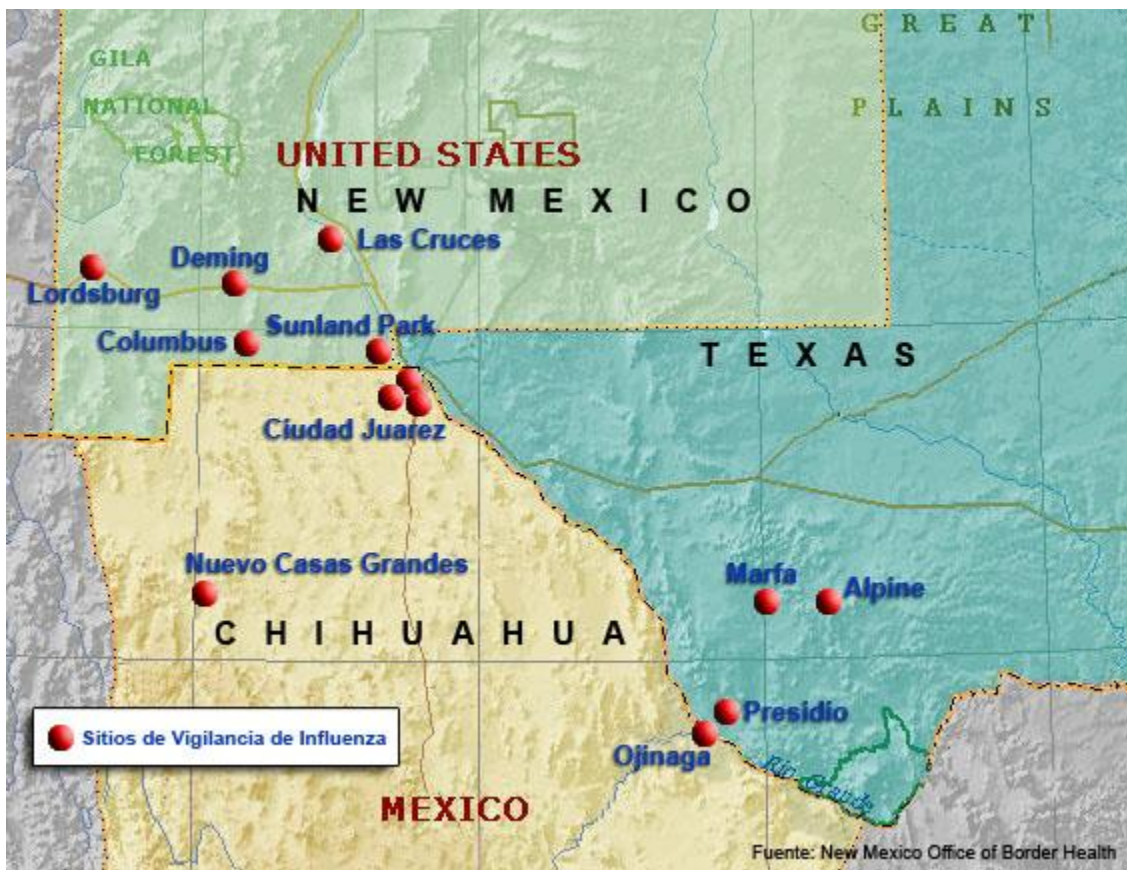 GREAT
PLAINS
GILA
NATIONAL
FOREST
UNITED STATES
NEW MEXICO
Las Cruces
Deming
Lordsburg
Sunland Park
Columbus
TEXAS
Ciudad Juarez
Nuevo Casas Grandes
Marfa
Alpine
CHIHUAHUA
Presidio
Sitios de Vigilancia de Influenza
Ojinaga
Rio Grande
MEXICO
Fuente: New Mexico Office of Border Health